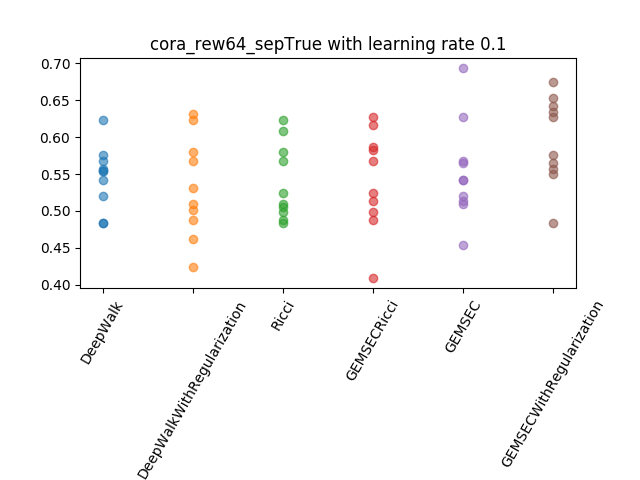 cora_rew64_sepTrue with learning rate 0.1
0.70
0.65
0.60
0.55
0.50
0.45
0.40
DeepWalk
DeepWalkWithRegularization
Ricci
GEMSECRicci
GEMSEC
GEMSECWithRegularization